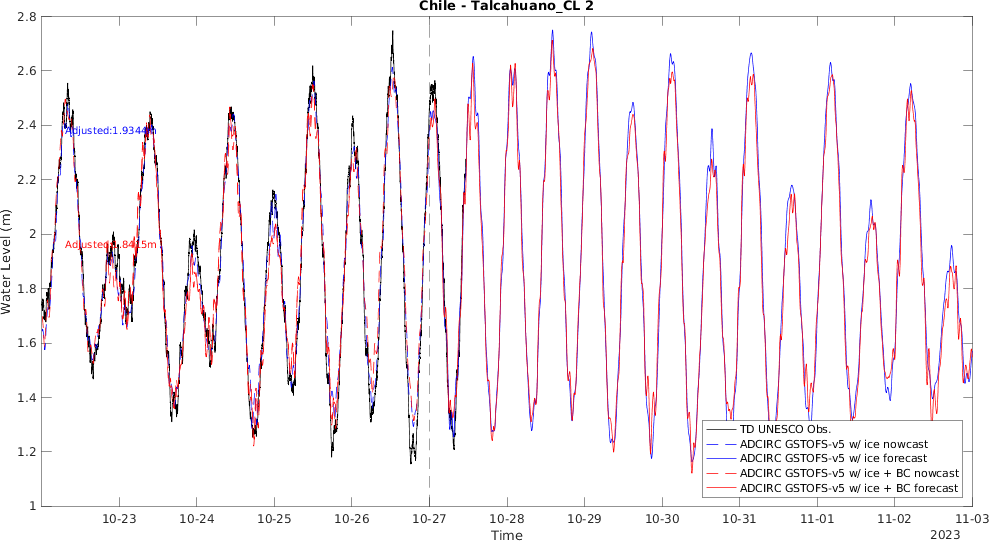 Chile - Talcahuano_CL 2
2.8
2.6
2.4
2.2
2
1.8
1.6
1.4
1.2
1
Water Level (m)
Adjusted:1.9344m
Adjusted:1.8415m
TD UNESCO Obs.
ADCIRC GSTOFS-v5 w/ ice nowcast
ADCIRC GSTOFS-v5 w/ ice forecast
ADCIRC GSTOFS-v5 w/ ice + BC nowcast
ADCIRC GSTOFS-v5 w/ ice + BC forecast
10-23 10-24 10-25 10-26 10-27 10-28 10-29 10-30 10-31 11-01 11-02 11-03
Time
2023